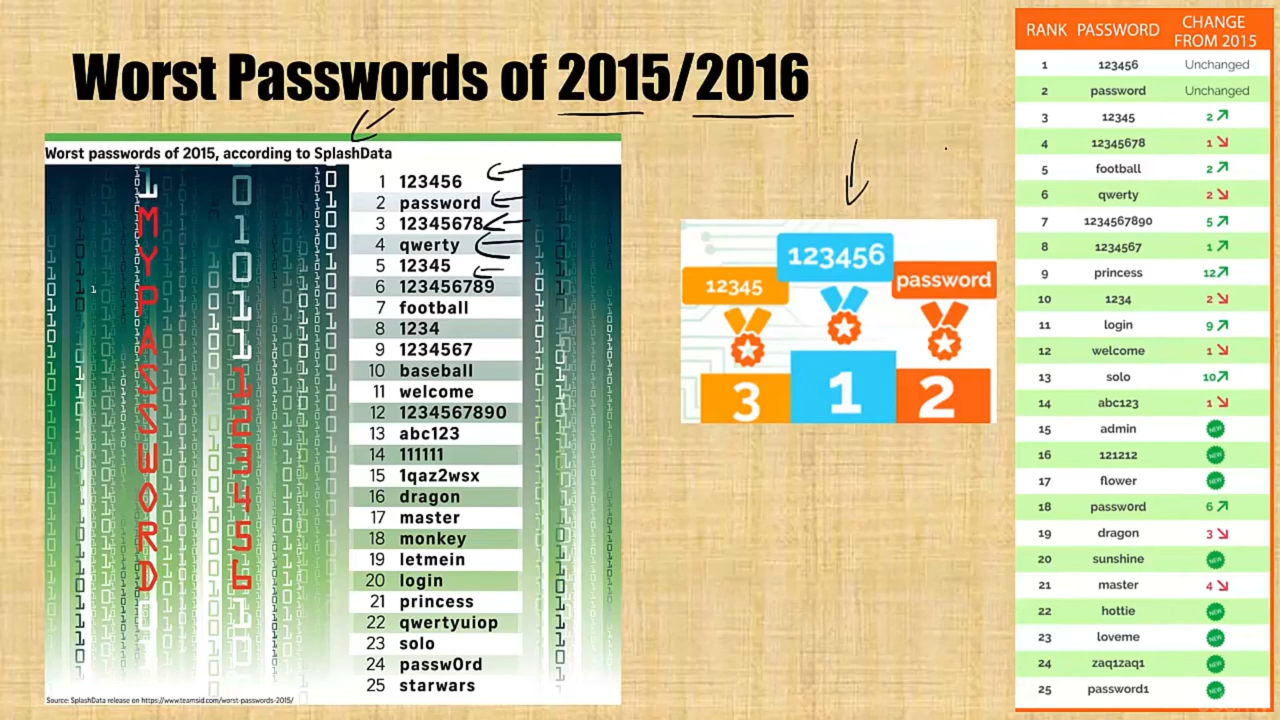 Worst Passwords of 2015/2016
Worst passwords of 2015, according to SplashData
MYPASSWORD
123456
1 123456
2 password
3 12345678
4 qwerty
5 12345
6 123456789
7 football
8 1234
9 1234567
10 baseball
11 welcome
12 1234567890
13 abc123
14 111111
15 1qaz2wsx
16 dragon
17 master
18 monkey
19 letmein
20 login
21 princess
22 qwertyuiop
23 solo
24 passw0rd
25 starwars
Source: SplashData release on https://www.teamsid.com/worst-passwords-2015/
123456
12345
password
3 1 2
RANK PASSWORD CHANGE FROM 2015
1 123456 Unchanged
2 password Unchanged
3 12345 2
4 12345678 1
5 football 2
6 qwerty 2
7 1234567890 5
8 1234567 1
9 princess 12
10 1234 2
11 login 9
12 welcome 1
13 solo 10
14 abc123 1
15 admin NEW
16 121212 NEW
17 flower NEW
18 password 6
19 dragon 3
20 sunshine NEW
21 master 4
22 hottie NEW
23 loveme NEW
24 zaq1zaq1 NEW
25 password1 NEW